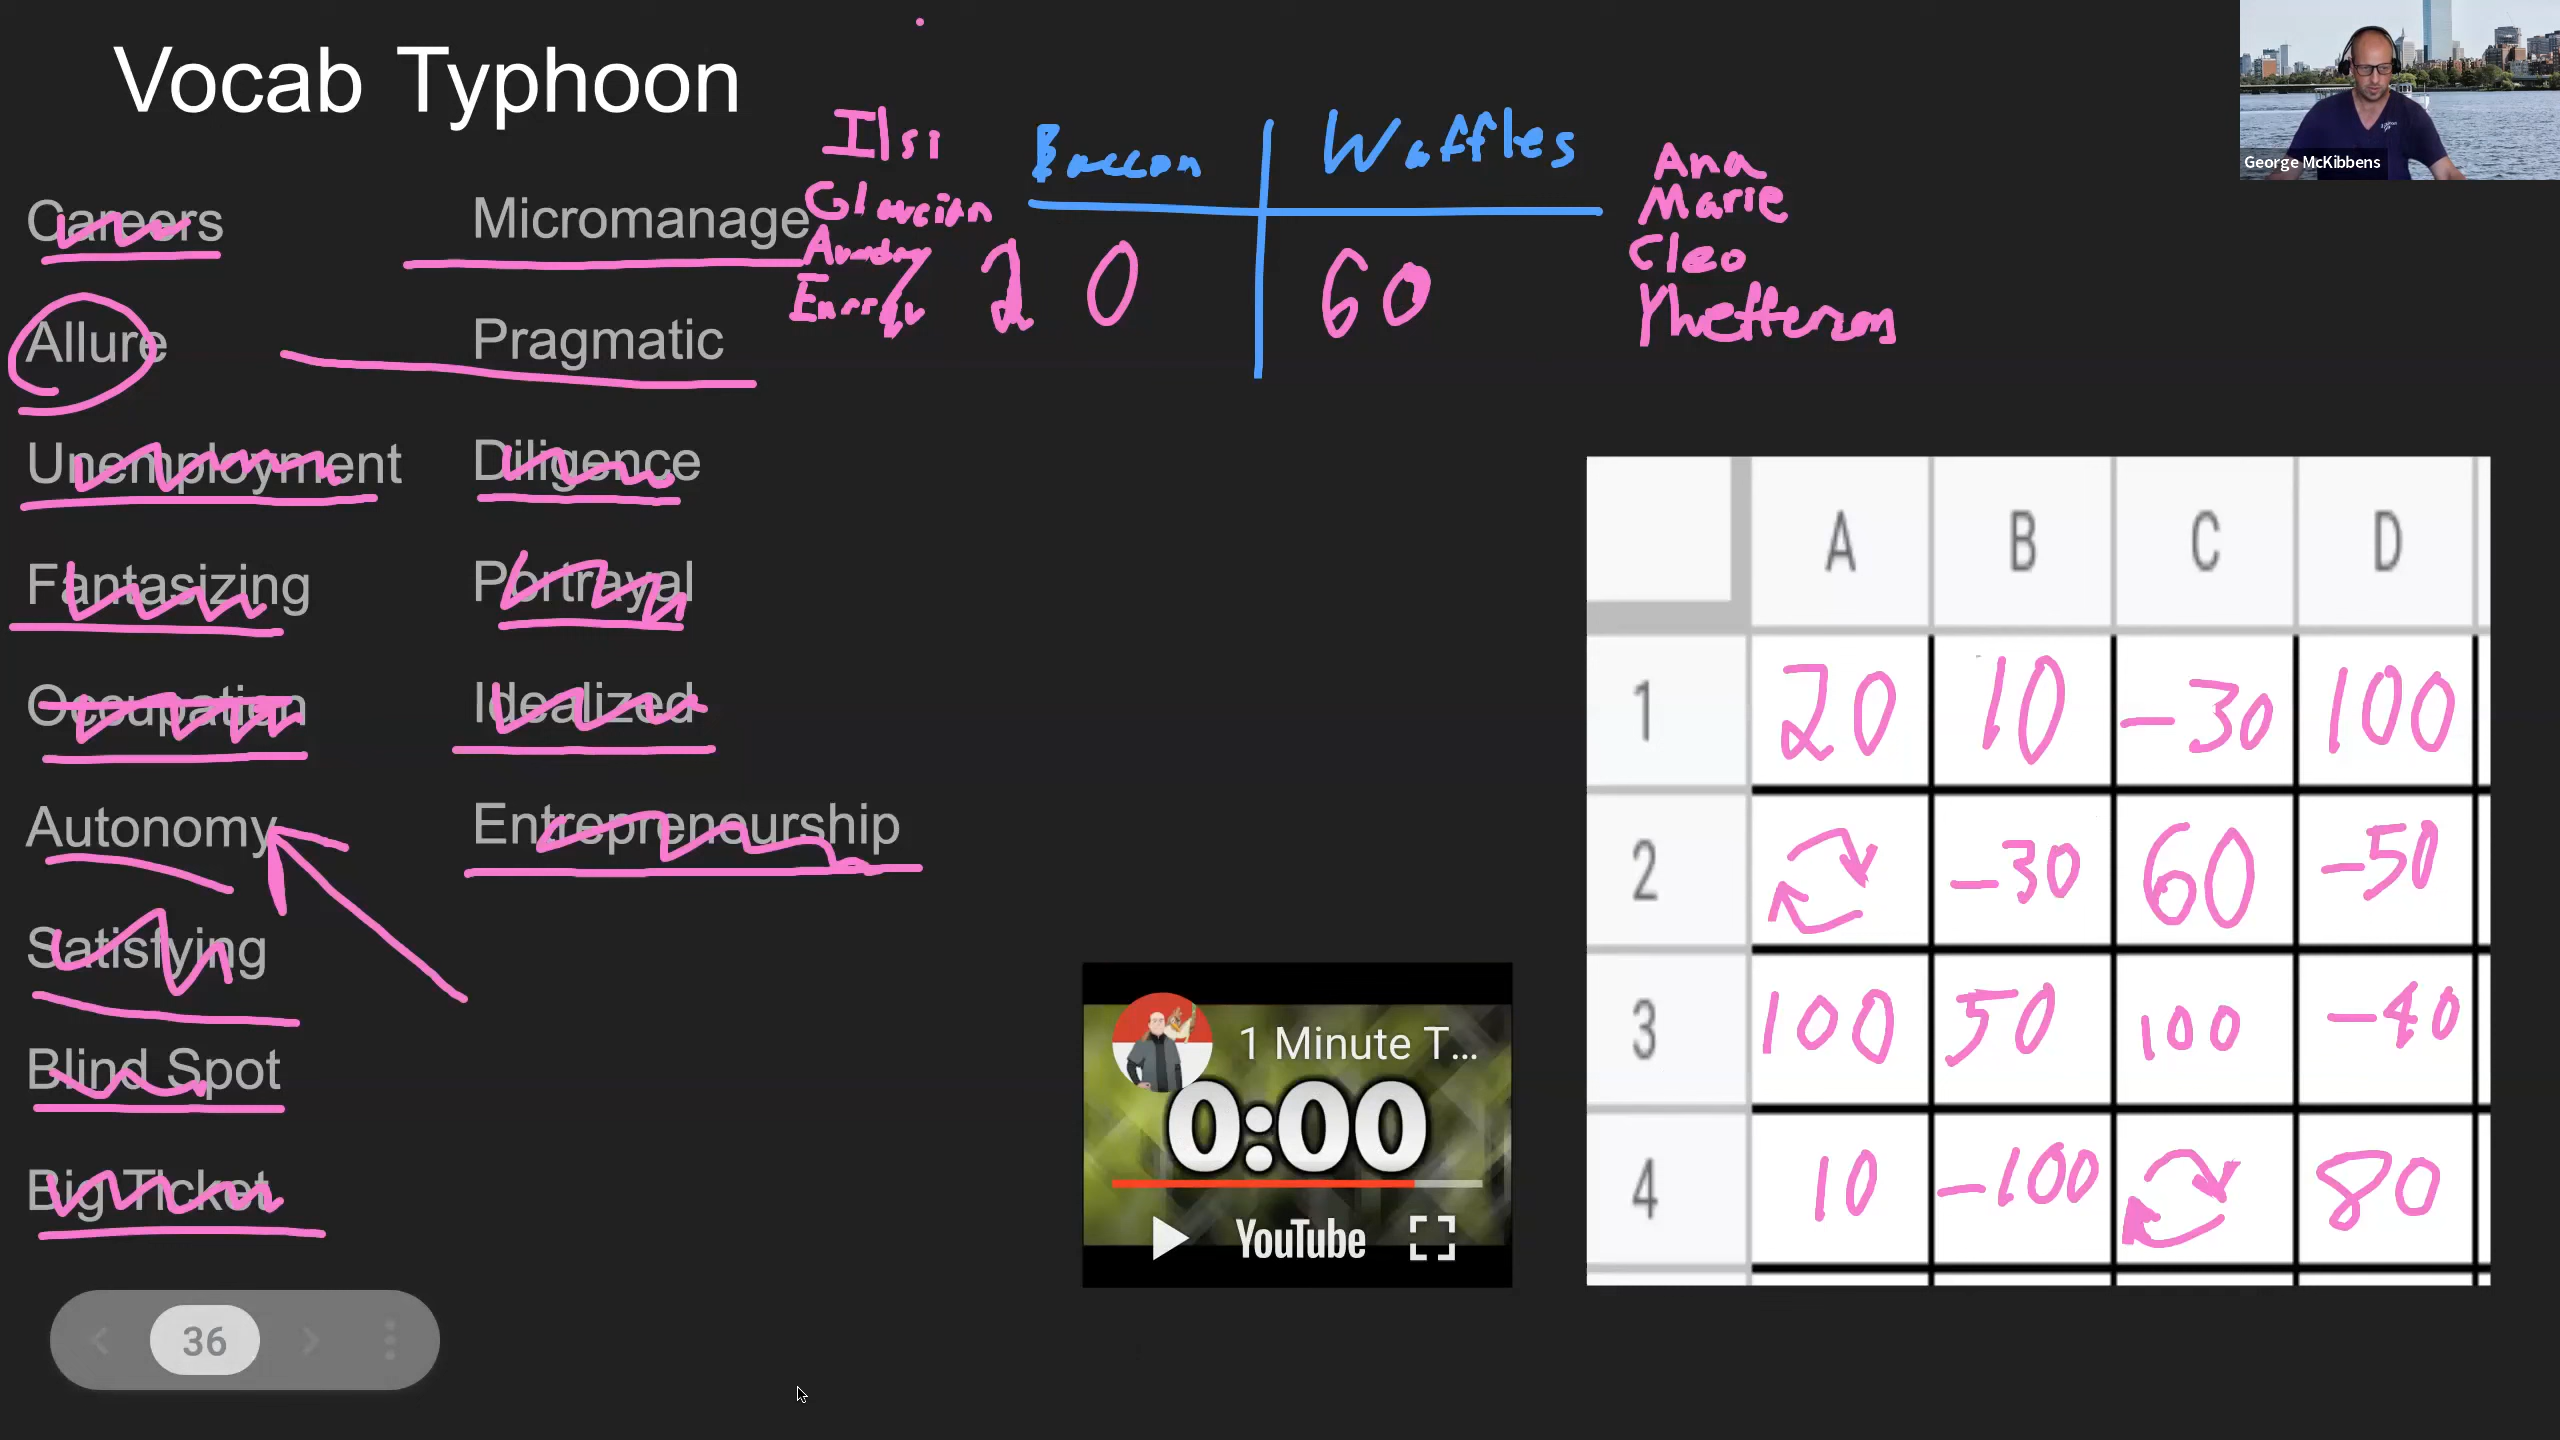 Vocab Typhoon
Ilsi
Baccon
Waffles
Ana
Marie
Cleo
20
60
George McKibbens
Careers
Micromanage
Allure
Pragmatic
Unemployment
Diligence
Fantasizing
Portrayal
Occupation
Idealized
Autonomy
Entrepreneurship
Satisfying
Blind Spot
Big Ticket
1 Minute T...
0:00
YouTube
A B C D
1 20 10 -30 100
2 -30 60 -50
3 100 50 100 -40
4 10 -100 80
36